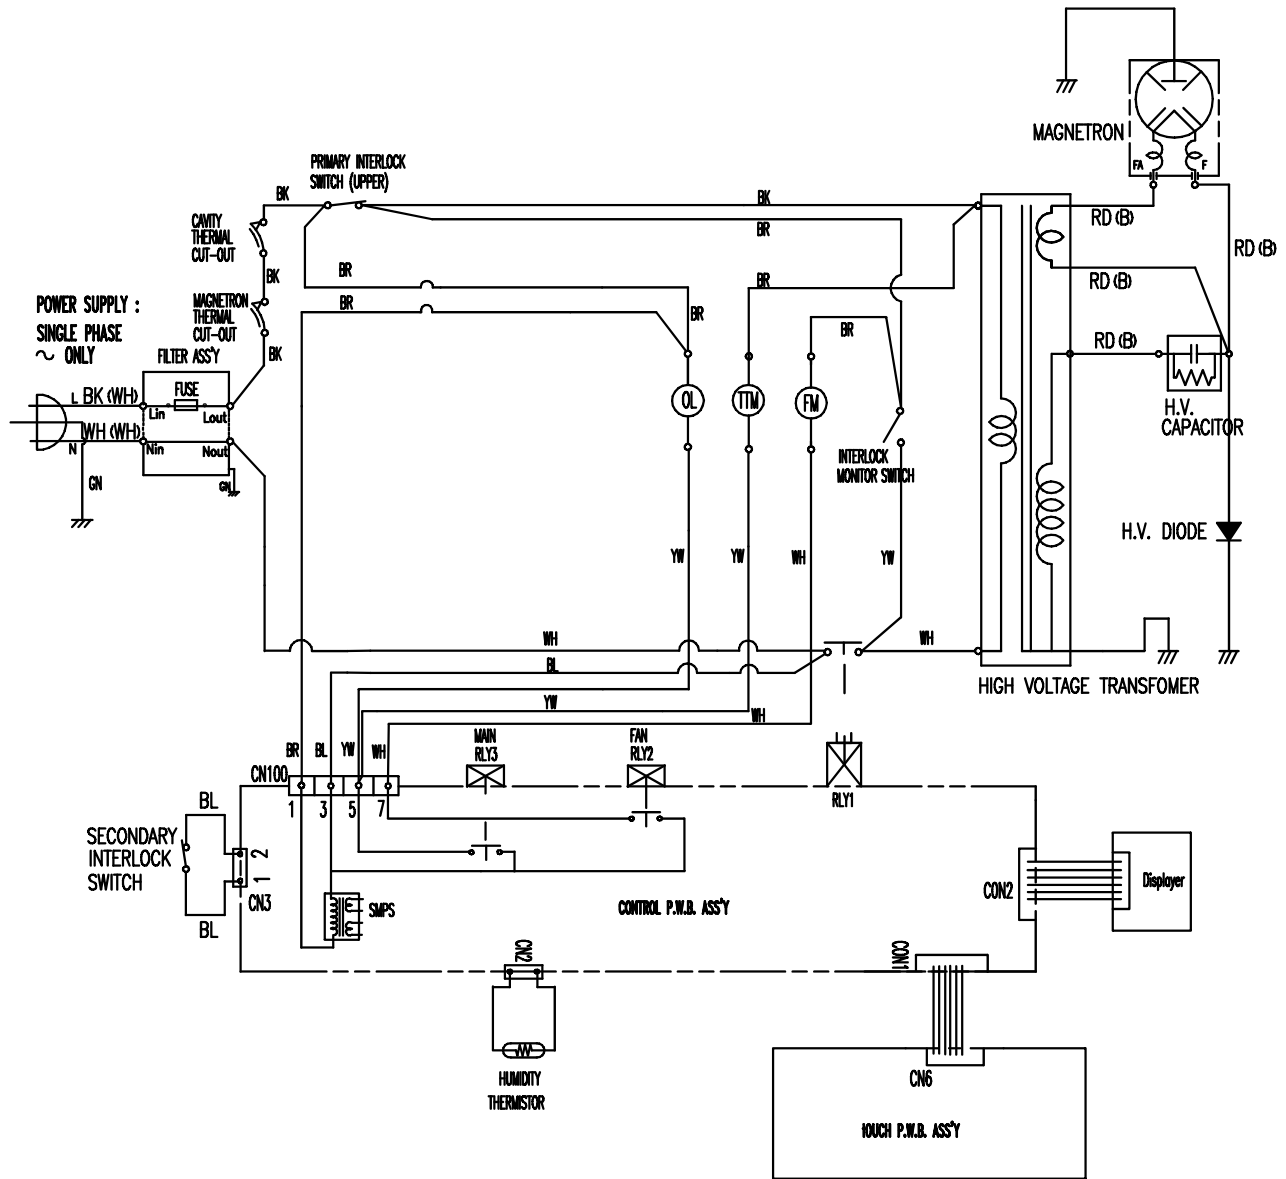 MAGNETRON
FA
F
PRIMARY INTERLOCK
SWITCH (UPPER)
BK
BK
BR
RD (B)
RD (B)
RD (B)
RD (B)
CAVITY
THERMAL
CUT-OUT
BK
BR
BR
BR
BR
BR
MAGNETRON
THERMAL
CUT-OUT
BK
POWER SUPPLY :
SINGLE PHASE
~ ONLY
FILTER ASS'Y
FUSE
L
BK (WH)
Lin
Lout
WH (WH)
N
Nin
Nout
GN
GN
OL
TTM
FM
INTERLOCK
MONITOR SWITCH
H.V.
CAPACITOR
H.V. DIODE
YW
YW
WH
YW
WH
WH
BL
YW
WH
HIGH VOLTAGE TRANSFOMER
BR
BL
YW
WH
MAIN
RLY3
FAN
RLY2
RLY1
CN100
1
3
5
7
BL
SECONDARY
INTERLOCK
SWITCH
2
1
CN3
BL
SMPS
CONTROL P.W.B. ASS'Y
CON2
Displayer
CN2
CON1
HUMIDITY
THERMISTOR
CN6
tOUCH P.W.B. ASS'Y